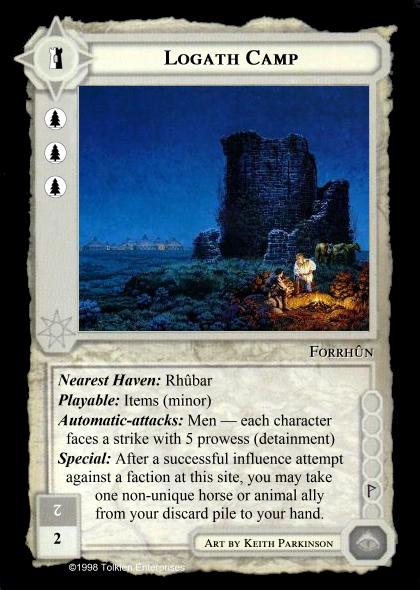 Logath Camp
Forrhûn
Nearest Haven: Rhûbar
Playable: Items (minor)
Automatic-attacks: Men — each character
faces a strike with 5 prowess (detainment)
Special: After a successful influence attempt
against a faction at this site, you may take
one non-unique horse or animal ally
from your discard pile to your hand.
2
2
Art by Keith Parkinson
©1998 Tolkien Enterprises